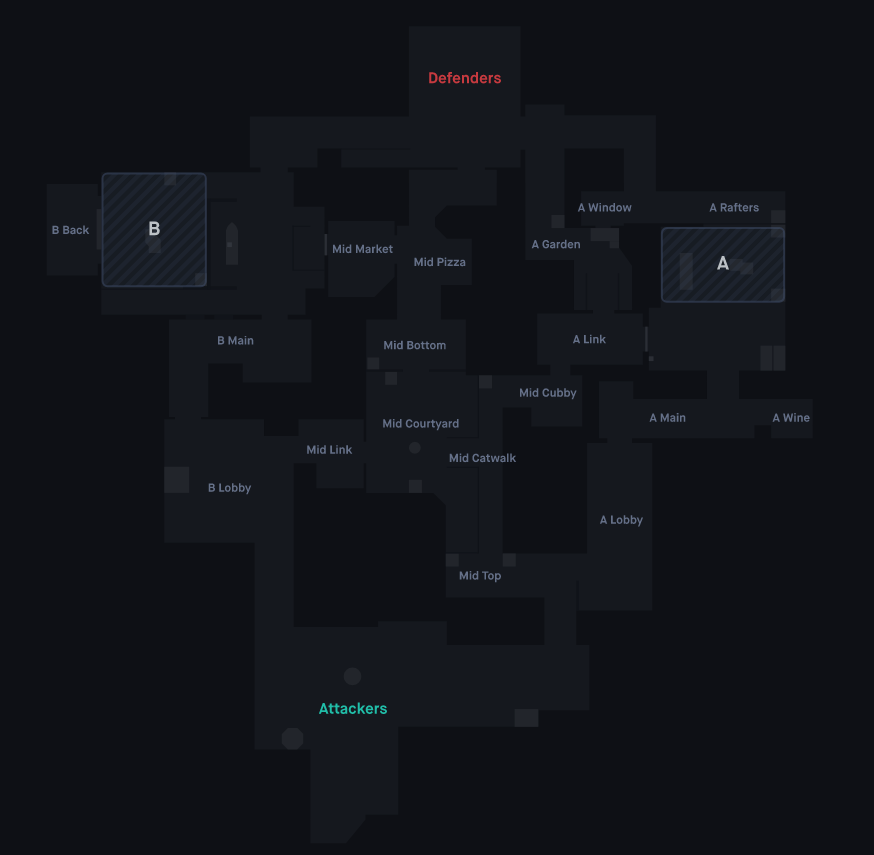 Defenders
A Window
A Rafters
B Back
B
Mid Market
A Garden
Mid Pizza
A
B Main
Mid Bottom
A Link
Mid Cubby
A Main
A Wine
Mid Courtyard
Mid Link
Mid Catwalk
B Lobby
A Lobby
Mid Top
Attackers